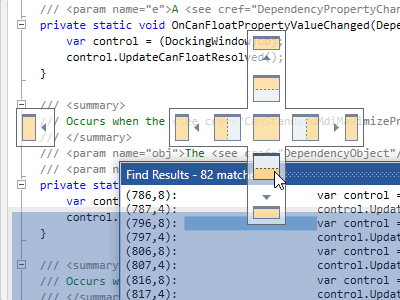 /// <param name="e">A <see cref="DependencyPropertyChan
private static void OnCanFloatPropertyValueChanged(Depe
var control = (DockingWindow)obj;
control.UpdateCanFloatResolved();
}
/// <summary>
/// Occurs when the
/// </summary>
/// <param name="obj">The <see cref="DependencyObject"/
private stat
var cont
control.
}
/// <summa
/// Occurs w
/// </summa
Find Results - 82 matche
(786,8): var control =
(787,4): control.Updat
(796,8): var control =
(797,4): control.Updat
(806,8): var control =
(807,4): control.Updat
(816,8): var control =
(817,4): control.Updat